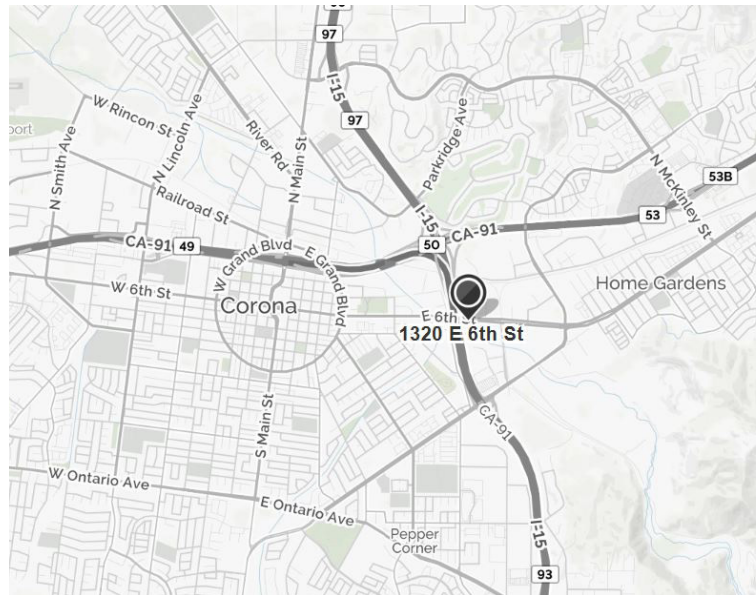 97
I-15
97
W Rincon St
N Lincoln Ave
River Rd
N Main St
Parkridge Ave
N Smith Ave
N McKinley St
53B
Railroad St
I-15
53
CA-91
50
CA-91
49
W Grand Blvd
E Grand Blvd
W 6th St
Corona
Home Gardens
E 6th St
1320 E 6th St
CA-91
S Main St
W Ontario Ave
E Ontario Ave
Pepper
Corner
I-15
93